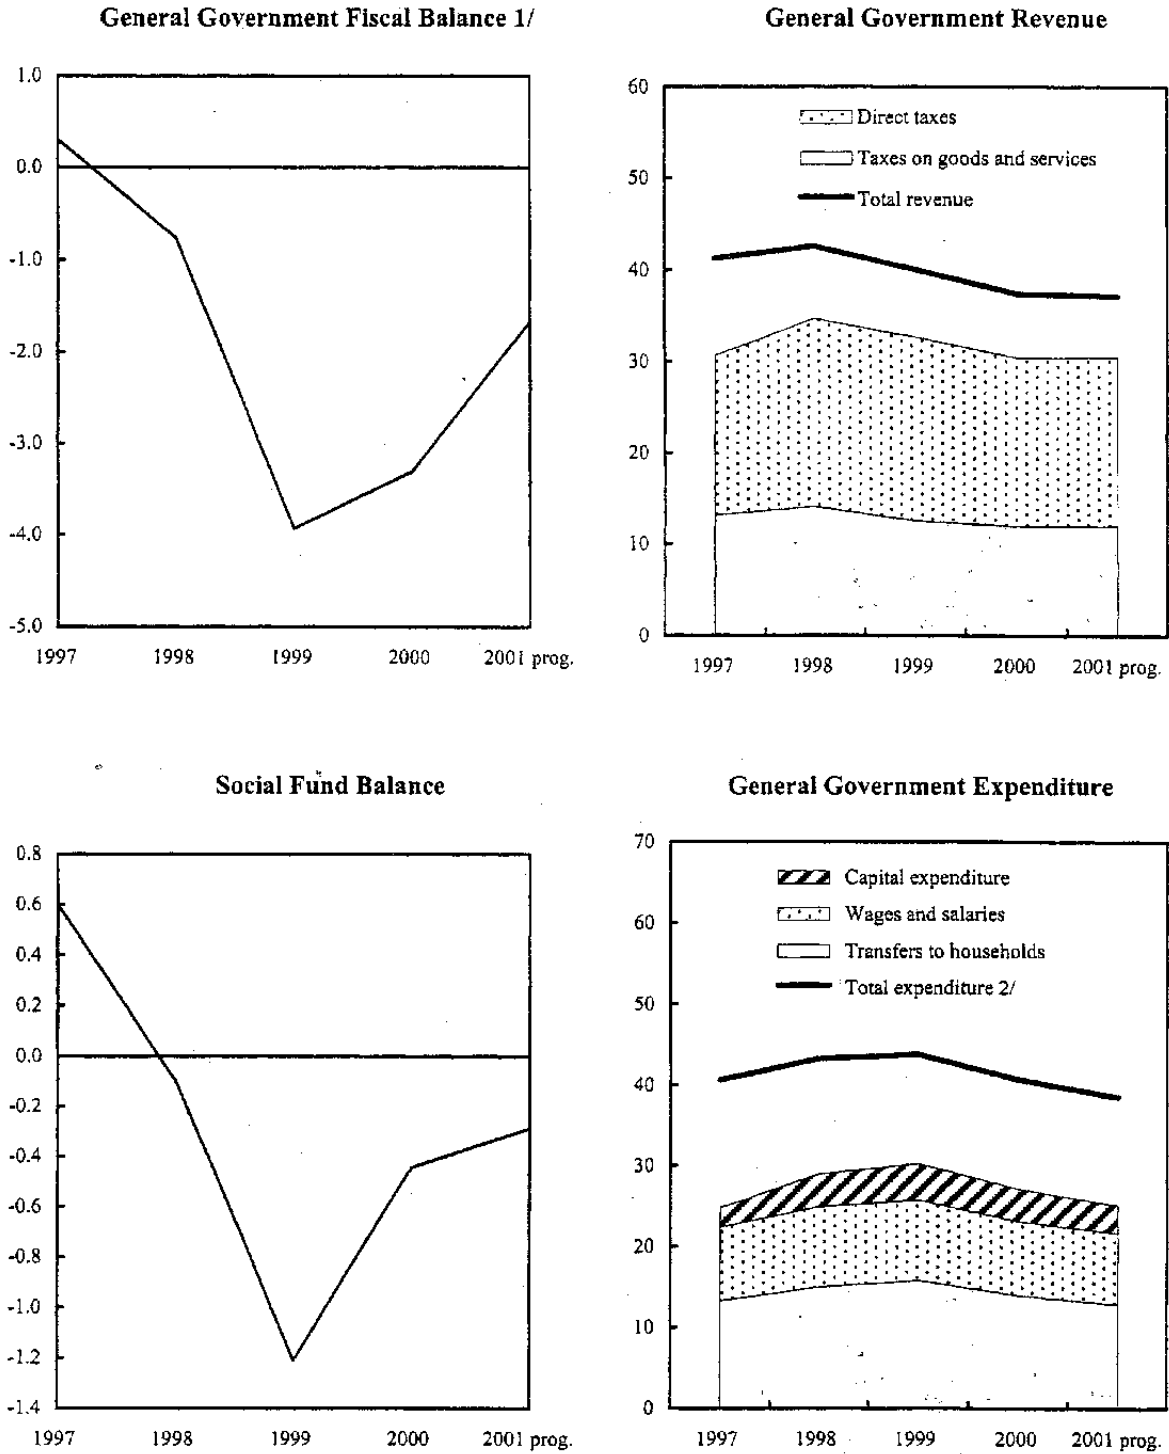 General Government Fiscal Balance 1/
1.0
0.0
-1.0
-2.0
-3.0
-4.0
-5.0
1997 1998 1999 2000 2001 prog.
General Government Revenue
60
50
40
30
20
10
0
Direct taxes
Taxes on goods and services
Total revenue
1997 1998 1999 2000 2001 prog.
Social Fund Balance
0.8
0.6
0.4
0.2
0.0
-0.2
-0.4
-0.6
-0.8
-1.0
-1.2
-1.4
1997 1998 1999 2000 2001 prog.
General Government Expenditure
70
60
50
40
30
20
10
0
Capital expenditure
Wages and salaries
Transfers to households
Total expenditure 2/
1997 1998 1999 2000 2001 prog.